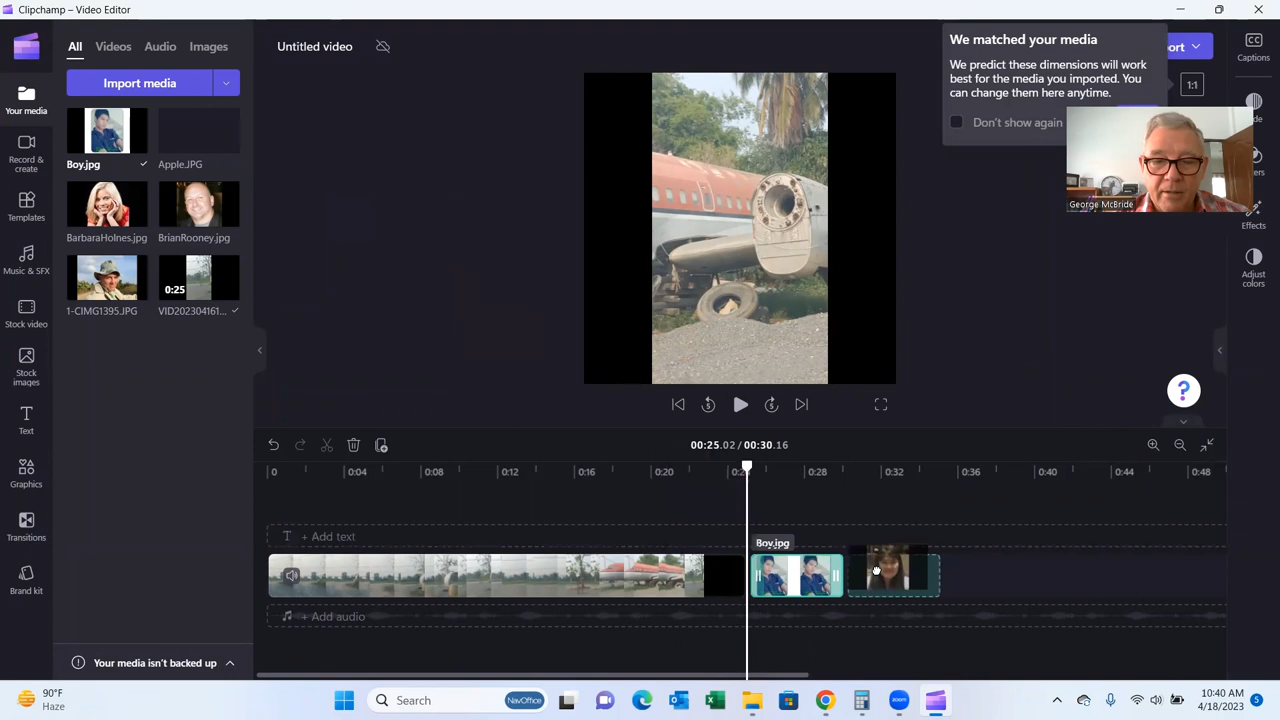 Clipchamp — Video Editor
All
Videos
Audio
Images
Untitled video
We matched your media
ort
Captions
Import media
We predict these dimensions will work
best for the media you imported. You
can change them here anytime.
1:1
Your media
Don't show again
Boy.jpg
Apple.JPG
Record &
create
George McBride
Templates
BarbaraHolnes.jpg
BrianRooney.jpg
Effects
Music & SFX
0:25
Adjust
colors
1-CIMG1395.JPG
VID202304161...
Stock video
Stock
images
5
5
?
Text
00:25.02 / 00:30.16
0
0:04
0:08
0:12
0:16
0:20
0:28
0:32
0:36
0:40
0:44
0:48
Graphics
T + Add text
Transitions
Boy.jpg
Brand kit
+ Add audio
Your media isn't backed up
90°F
Haze
Search
NavOffice
zoom
10:40 AM
4/18/2023
5